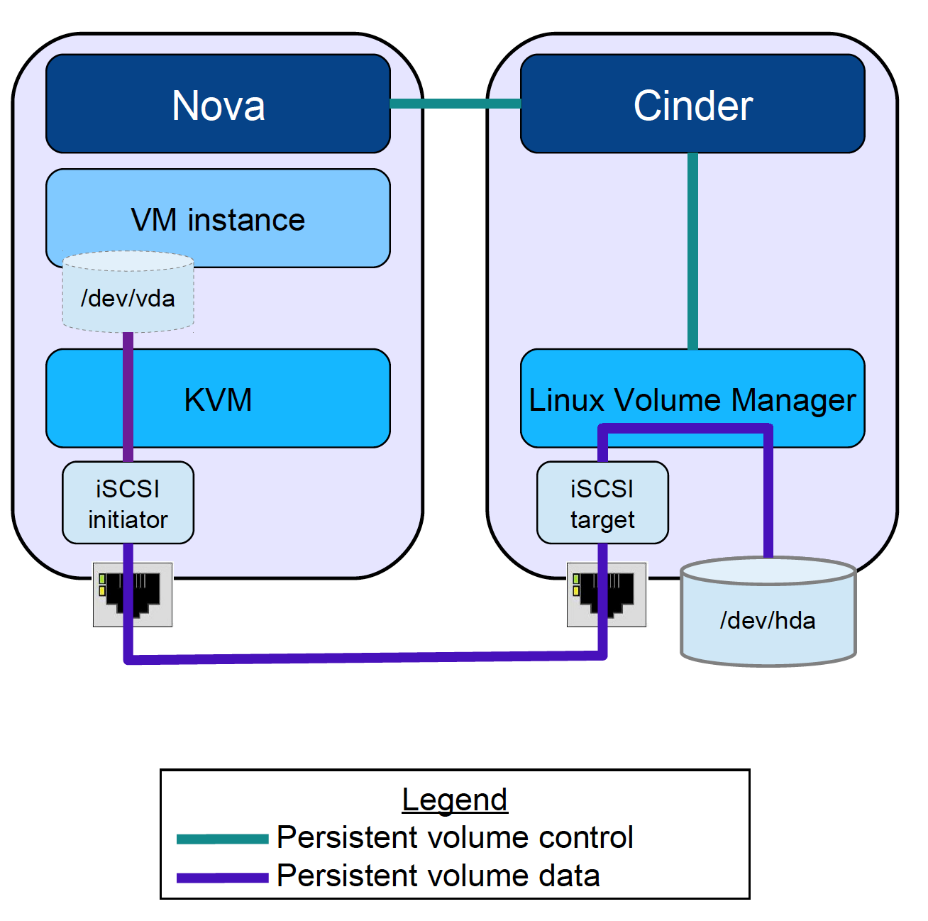 Nova
Cinder
VM instance
/dev/vda
KVM
Linux Volume Manager
iSCSI
initiator
iSCSI
target
/dev/hda
Legend
Persistent volume control
Persistent volume data